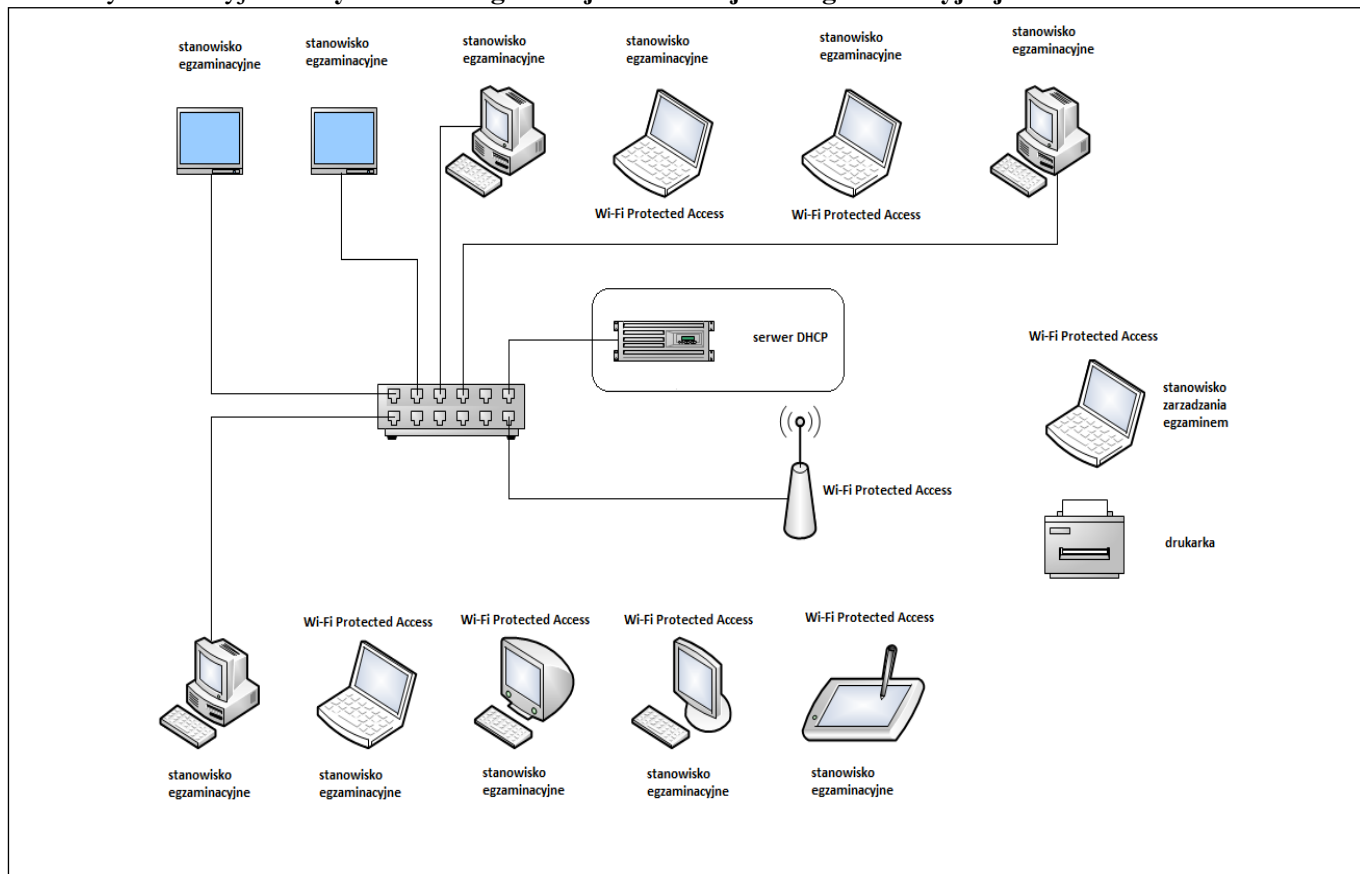 stanowisko
egzaminacyjne
stanowisko
egzaminacyjne
stanowisko
egzaminacyjne
stanowisko
egzaminacyjne
stanowisko
egzaminacyjne
stanowisko
egzaminacyjne
Wi-Fi Protected Access
Wi-Fi Protected Access
serwer DHCP
Wi-Fi Protected Access
stanowisko
zarzadzania
egzaminem
Wi-Fi Protected Access
drukarka
Wi-Fi Protected Access
Wi-Fi Protected Access
Wi-Fi Protected Access
Wi-Fi Protected Access
stanowisko
egzaminacyjne
stanowisko
egzaminacyjne
stanowisko
egzaminacyjne
stanowisko
egzaminacyjne
stanowisko
egzaminacyjne